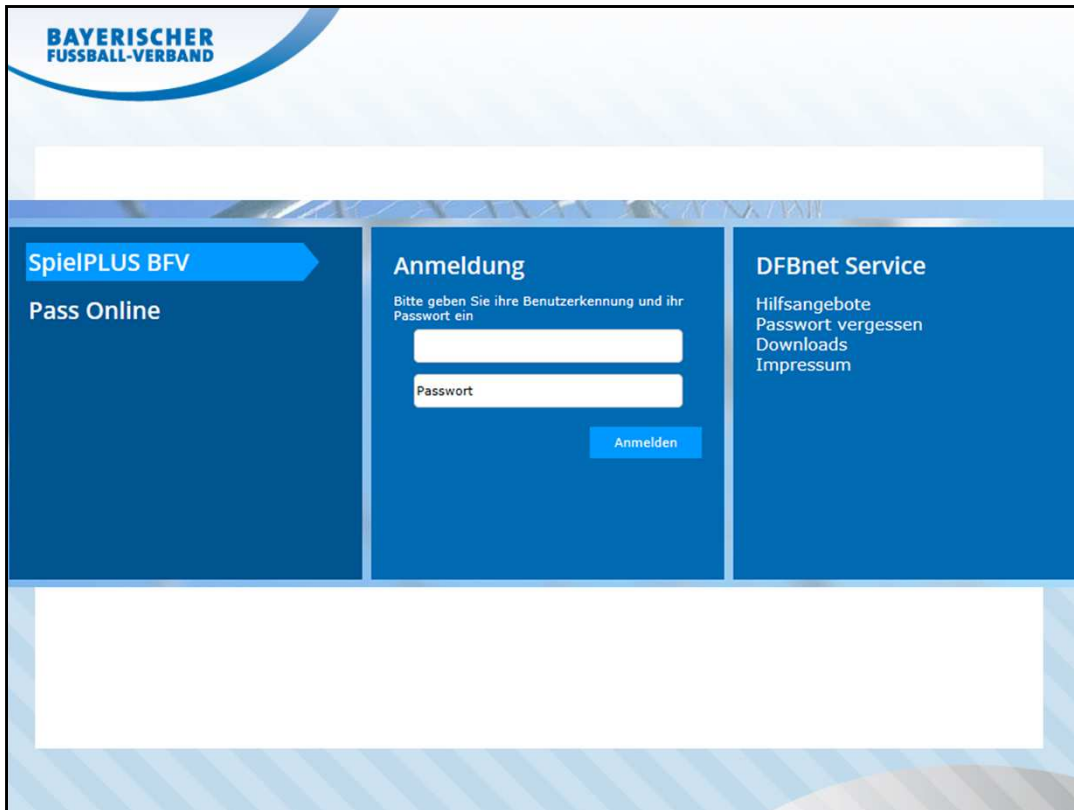 BAYERISCHER
FUSSBALL-VERBAND
SpielPLUS BFV
Pass Online
Anmeldung
Bitte geben Sie ihre Benutzerkennung und ihr
Passwort ein
Passwort
Anmelden
DFBnet Service
Hilfsangebote
Passwort vergessen
Downloads
Impressum